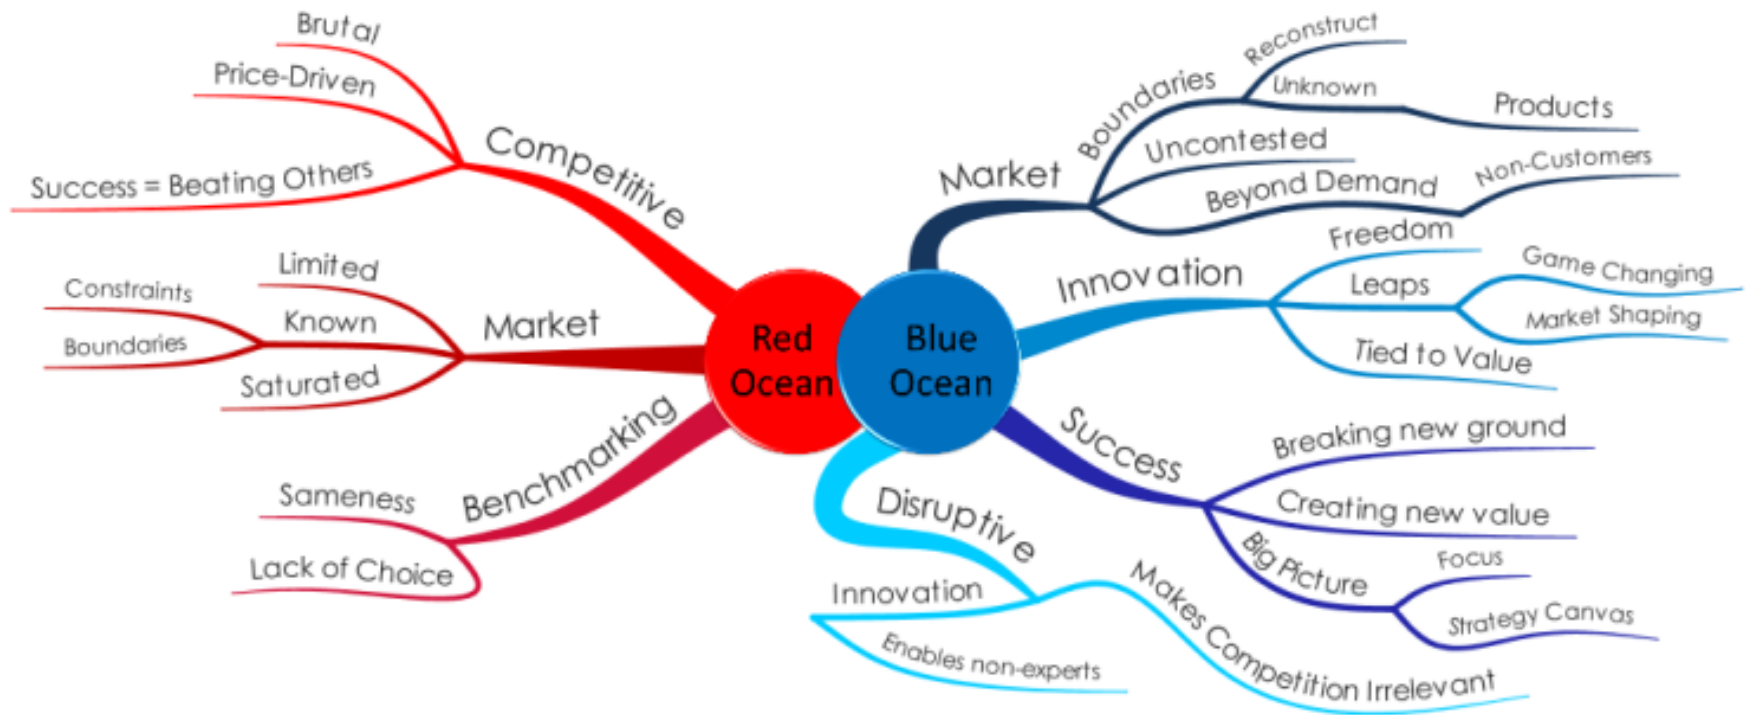 Red
Ocean
Competitive
Brutal
Price-Driven
Success = Beating Others
Market
Limited
Known
Constraints
Boundaries
Saturated
Benchmarking
Sameness
Lack of Choice
Blue
Ocean
Market
Boundaries
Reconstruct
Unknown
Products
Uncontested
Beyond Demand
Non-Customers
Innovation
Freedom
Leaps
Game Changing
Market Shaping
Tied to Value
Success
Breaking new ground
Creating new value
Big Picture
Focus
Strategy Canvas
Disruptive
Innovation
Enables non-experts
Makes Competition Irrelevant